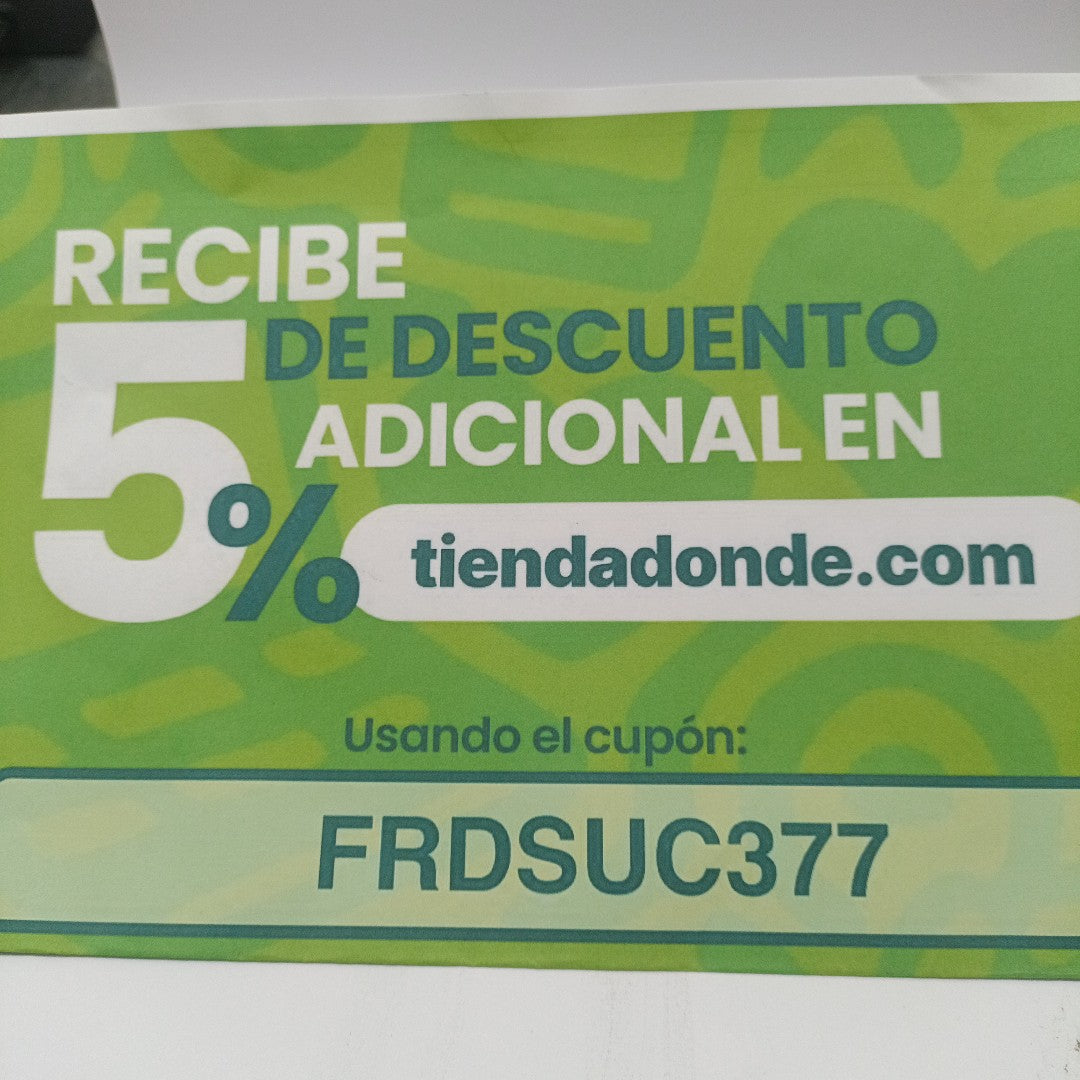 RECIBE
5% DE DESCUENTO
ADICIONAL EN
tiendadonde.com
Usando el cupón:
FRDSUC377